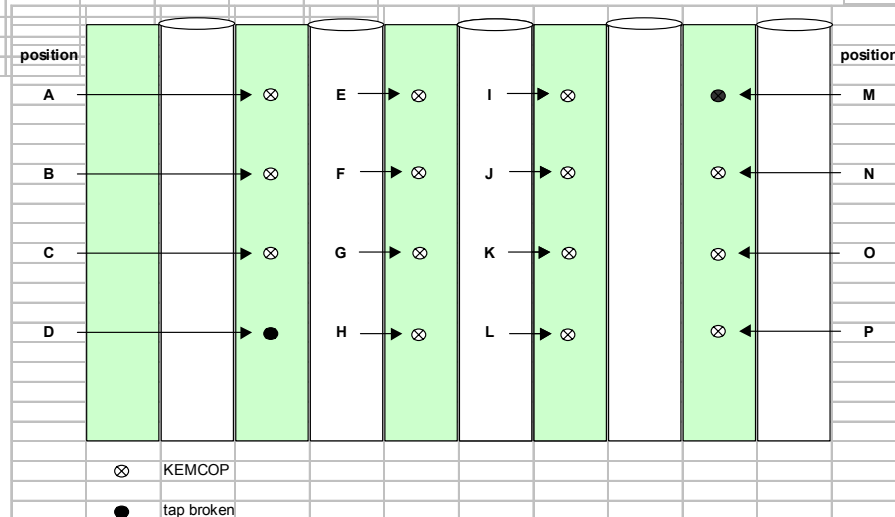 position position
A E I M
B F J N
C G K O
D H L P
KEMCOP
tap broken